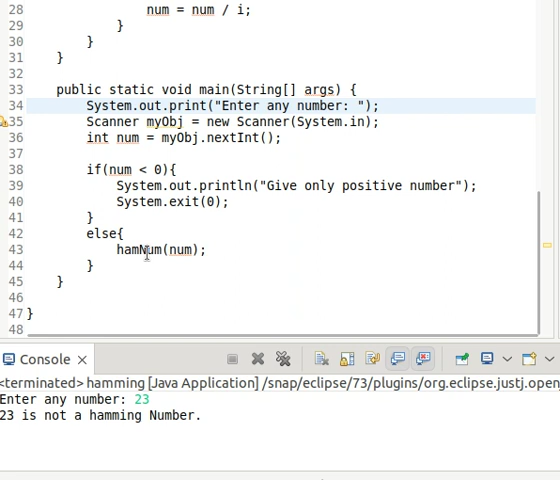 28 num = num / i;
29 }
30 }
31 }
32
33 public static void main(String[] args) {
34 System.out.print("Enter any number: ");
35 Scanner myObj = new Scanner(System.in);
36 int num = myObj.nextInt();
37
38 if(num < 0){
39 System.out.println("Give only positive number");
40 System.exit(0);
41 }
42 else{
43 hamNum(num);
44 }
45 }
46
47 }
48
Console ×
<terminated> hamming [Java Application] /snap/eclipse/73/plugins/org.eclipse.justj.open
Enter any number: 23
23 is not a hamming Number.